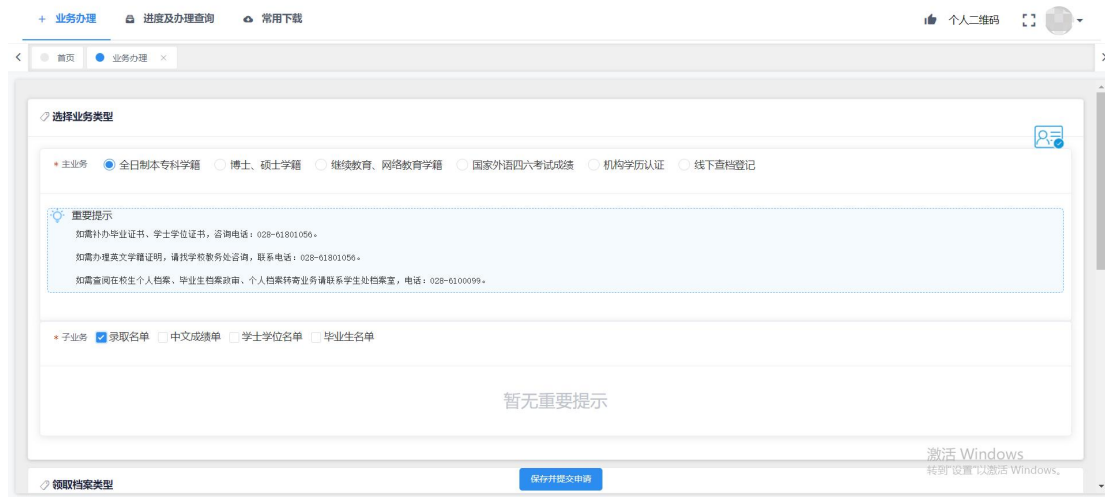 + 业务办理 进度及办理查询 常用下载 个人二维码
首页 业务办理 ×
选择业务类型
* 主业务 全日制本专科学籍 博士、硕士学籍 继续教育、网络教育学籍 国家外语四六考试成绩 机构学历认证 线下查档登记
重要提示
如需补办毕业证书、学士学位证书，咨询电话：028-61801056。
如需办理英文学籍证明，请找学校教务处咨询，联系电话：028-61801056。
如需查阅在校生个人档案、毕业生档案政审、个人档案转寄业务请联系学生处档案室，电话：028-6100099。
* 子业务 录取名单 中文成绩单 学士学位名单 毕业生名单
暂无重要提示
激活 Windows
转到"设置"以激活 Windows。
保存并提交申请
领取档案类型